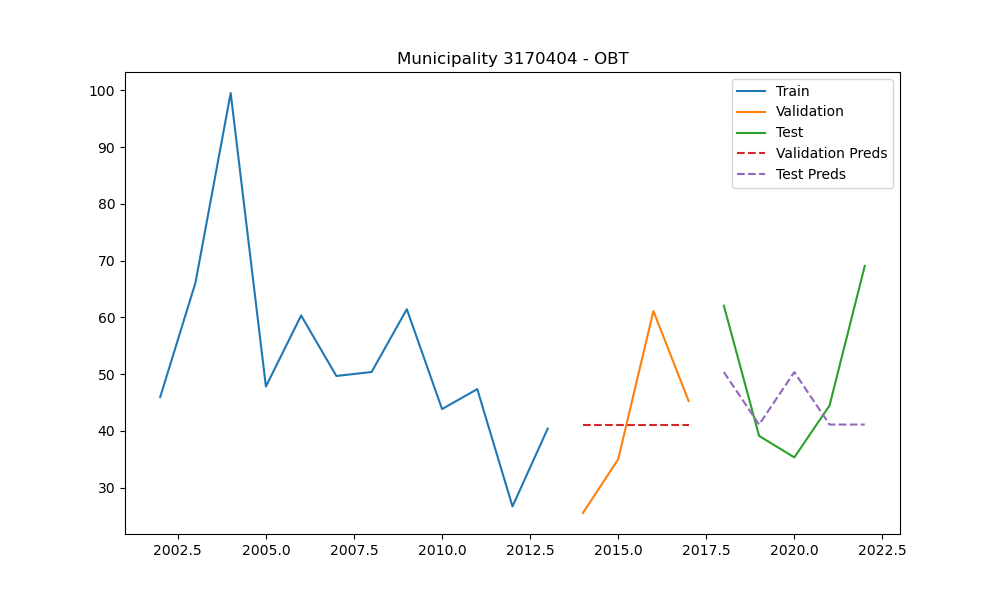 Municipality 3170404 - OBT
Train
Validation
Test
Validation Preds
Test Preds
100
90
80
70
60
50
40
30
2002.5 2005.0 2007.5 2010.0 2012.5 2015.0 2017.5 2020.0 2022.5